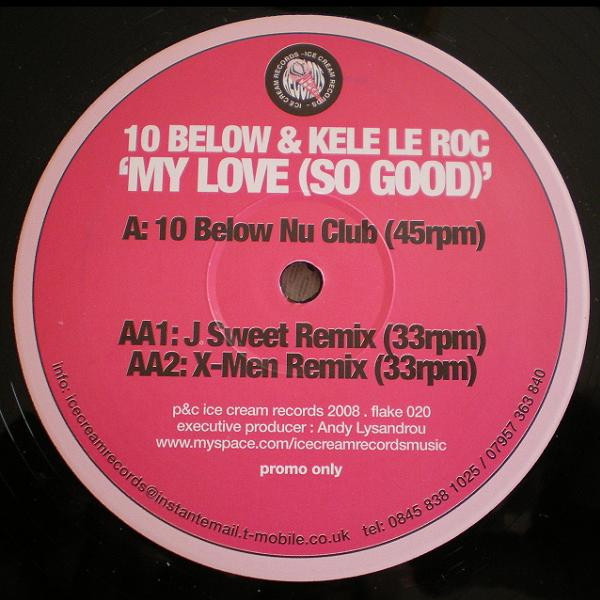 ICE CREAM RECORDS - ICE CREAM RECORDS -
10 BELOW & KELE LE ROC
'MY LOVE (SO GOOD)'
A: 10 Below Nu Club (45rpm)
AA1: J Sweet Remix (33rpm)
AA2: X-Men Remix (33rpm)
p&c ice cream records 2008 . flake 020
executive producer : Andy Lysandrou
www.myspace.com/icecreamrecordsmusic
promo only
info: icecreamrecords@instantemail.t-mobile.co.uk tel: 0845 838 1025 / 07957 363 840